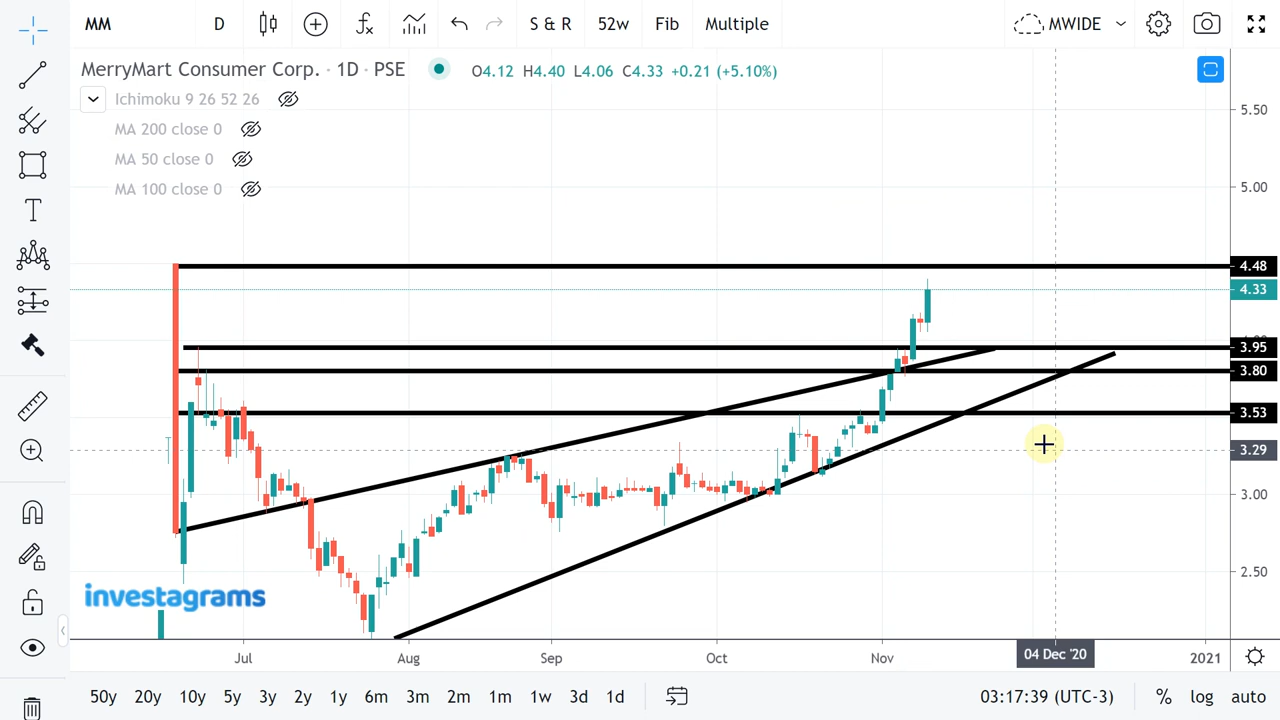 MM D S & R 52w Fib Multiple MWIDE
MerryMart Consumer Corp. · 1D · PSE O4.12 H4.40 L4.06 C4.33 +0.21 (+5.10%)
Ichimoku 9 26 52 26
MA 200 close 0
MA 50 close 0
MA 100 close 0
5.50
5.00
4.48
4.33
3.95
3.80
3.53
3.29
3.00
2.50
investagrams
Jul Aug Sep Oct Nov 04 Dec '20 2021
50y 20y 10y 5y 3y 2y 1y 6m 3m 2m 1m 1w 3d 1d 03:17:39 (UTC-3) % log auto